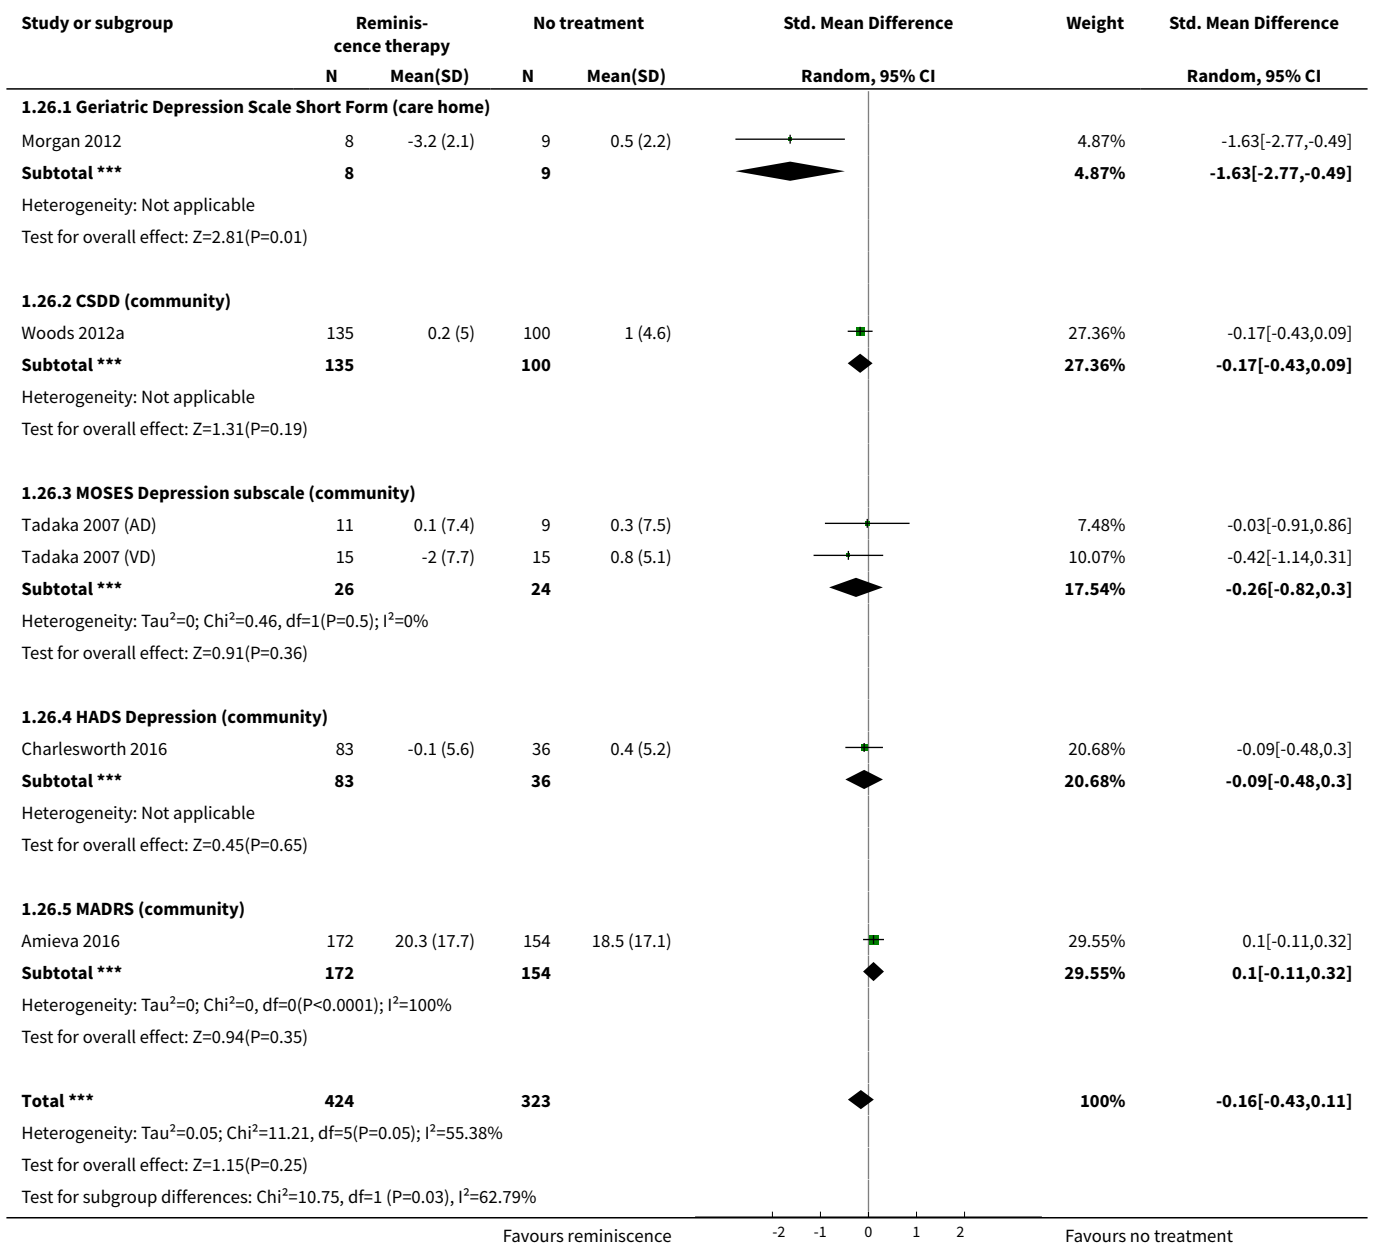 Study or subgroup Reminis- No treatment Std. Mean Difference Weight Std. Mean Difference
cence therapy
N Mean(SD) N Mean(SD) Random, 95% CI Random, 95% CI
1.26.1 Geriatric Depression Scale Short Form (care home)
Morgan 2012 8 -3.2 (2.1) 9 0.5 (2.2) 4.87% -1.63[-2.77,-0.49]
Subtotal *** 8 9 4.87% -1.63[-2.77,-0.49]
Heterogeneity: Not applicable
Test for overall effect: Z=2.81(P=0.01)
1.26.2 CSDD (community)
Woods 2012a 135 0.2 (5) 100 1 (4.6) 27.36% -0.17[-0.43,0.09]
Subtotal *** 135 100 27.36% -0.17[-0.43,0.09]
Heterogeneity: Not applicable
Test for overall effect: Z=1.31(P=0.19)
1.26.3 MOSES Depression subscale (community)
Tadaka 2007 (AD) 11 0.1 (7.4) 9 0.3 (7.5) 7.48% -0.03[-0.91,0.86]
Tadaka 2007 (VD) 15 -2 (7.7) 15 0.8 (5.1) 10.07% -0.42[-1.14,0.31]
Subtotal *** 26 24 17.54% -0.26[-0.82,0.3]
Heterogeneity: Tau²=0; Chi²=0.46, df=1(P=0.5); I²=0%
Test for overall effect: Z=0.91(P=0.36)
1.26.4 HADS Depression (community)
Charlesworth 2016 83 -0.1 (5.6) 36 0.4 (5.2) 20.68% -0.09[-0.48,0.3]
Subtotal *** 83 36 20.68% -0.09[-0.48,0.3]
Heterogeneity: Not applicable
Test for overall effect: Z=0.45(P=0.65)
1.26.5 MADRS (community)
Amieva 2016 172 20.3 (17.7) 154 18.5 (17.1) 29.55% 0.1[-0.11,0.32]
Subtotal *** 172 154 29.55% 0.1[-0.11,0.32]
Heterogeneity: Tau²=0; Chi²=0, df=0(P<0.0001); I²=100%
Test for overall effect: Z=0.94(P=0.35)
Total *** 424 323 100% -0.16[-0.43,0.11]
Heterogeneity: Tau²=0.05; Chi²=11.21, df=5(P=0.05); I²=55.38%
Test for overall effect: Z=1.15(P=0.25)
Test for subgroup differences: Chi²=10.75, df=1 (P=0.03), I²=62.79%
Favours reminiscence -2 -1 0 1 2 Favours no treatment